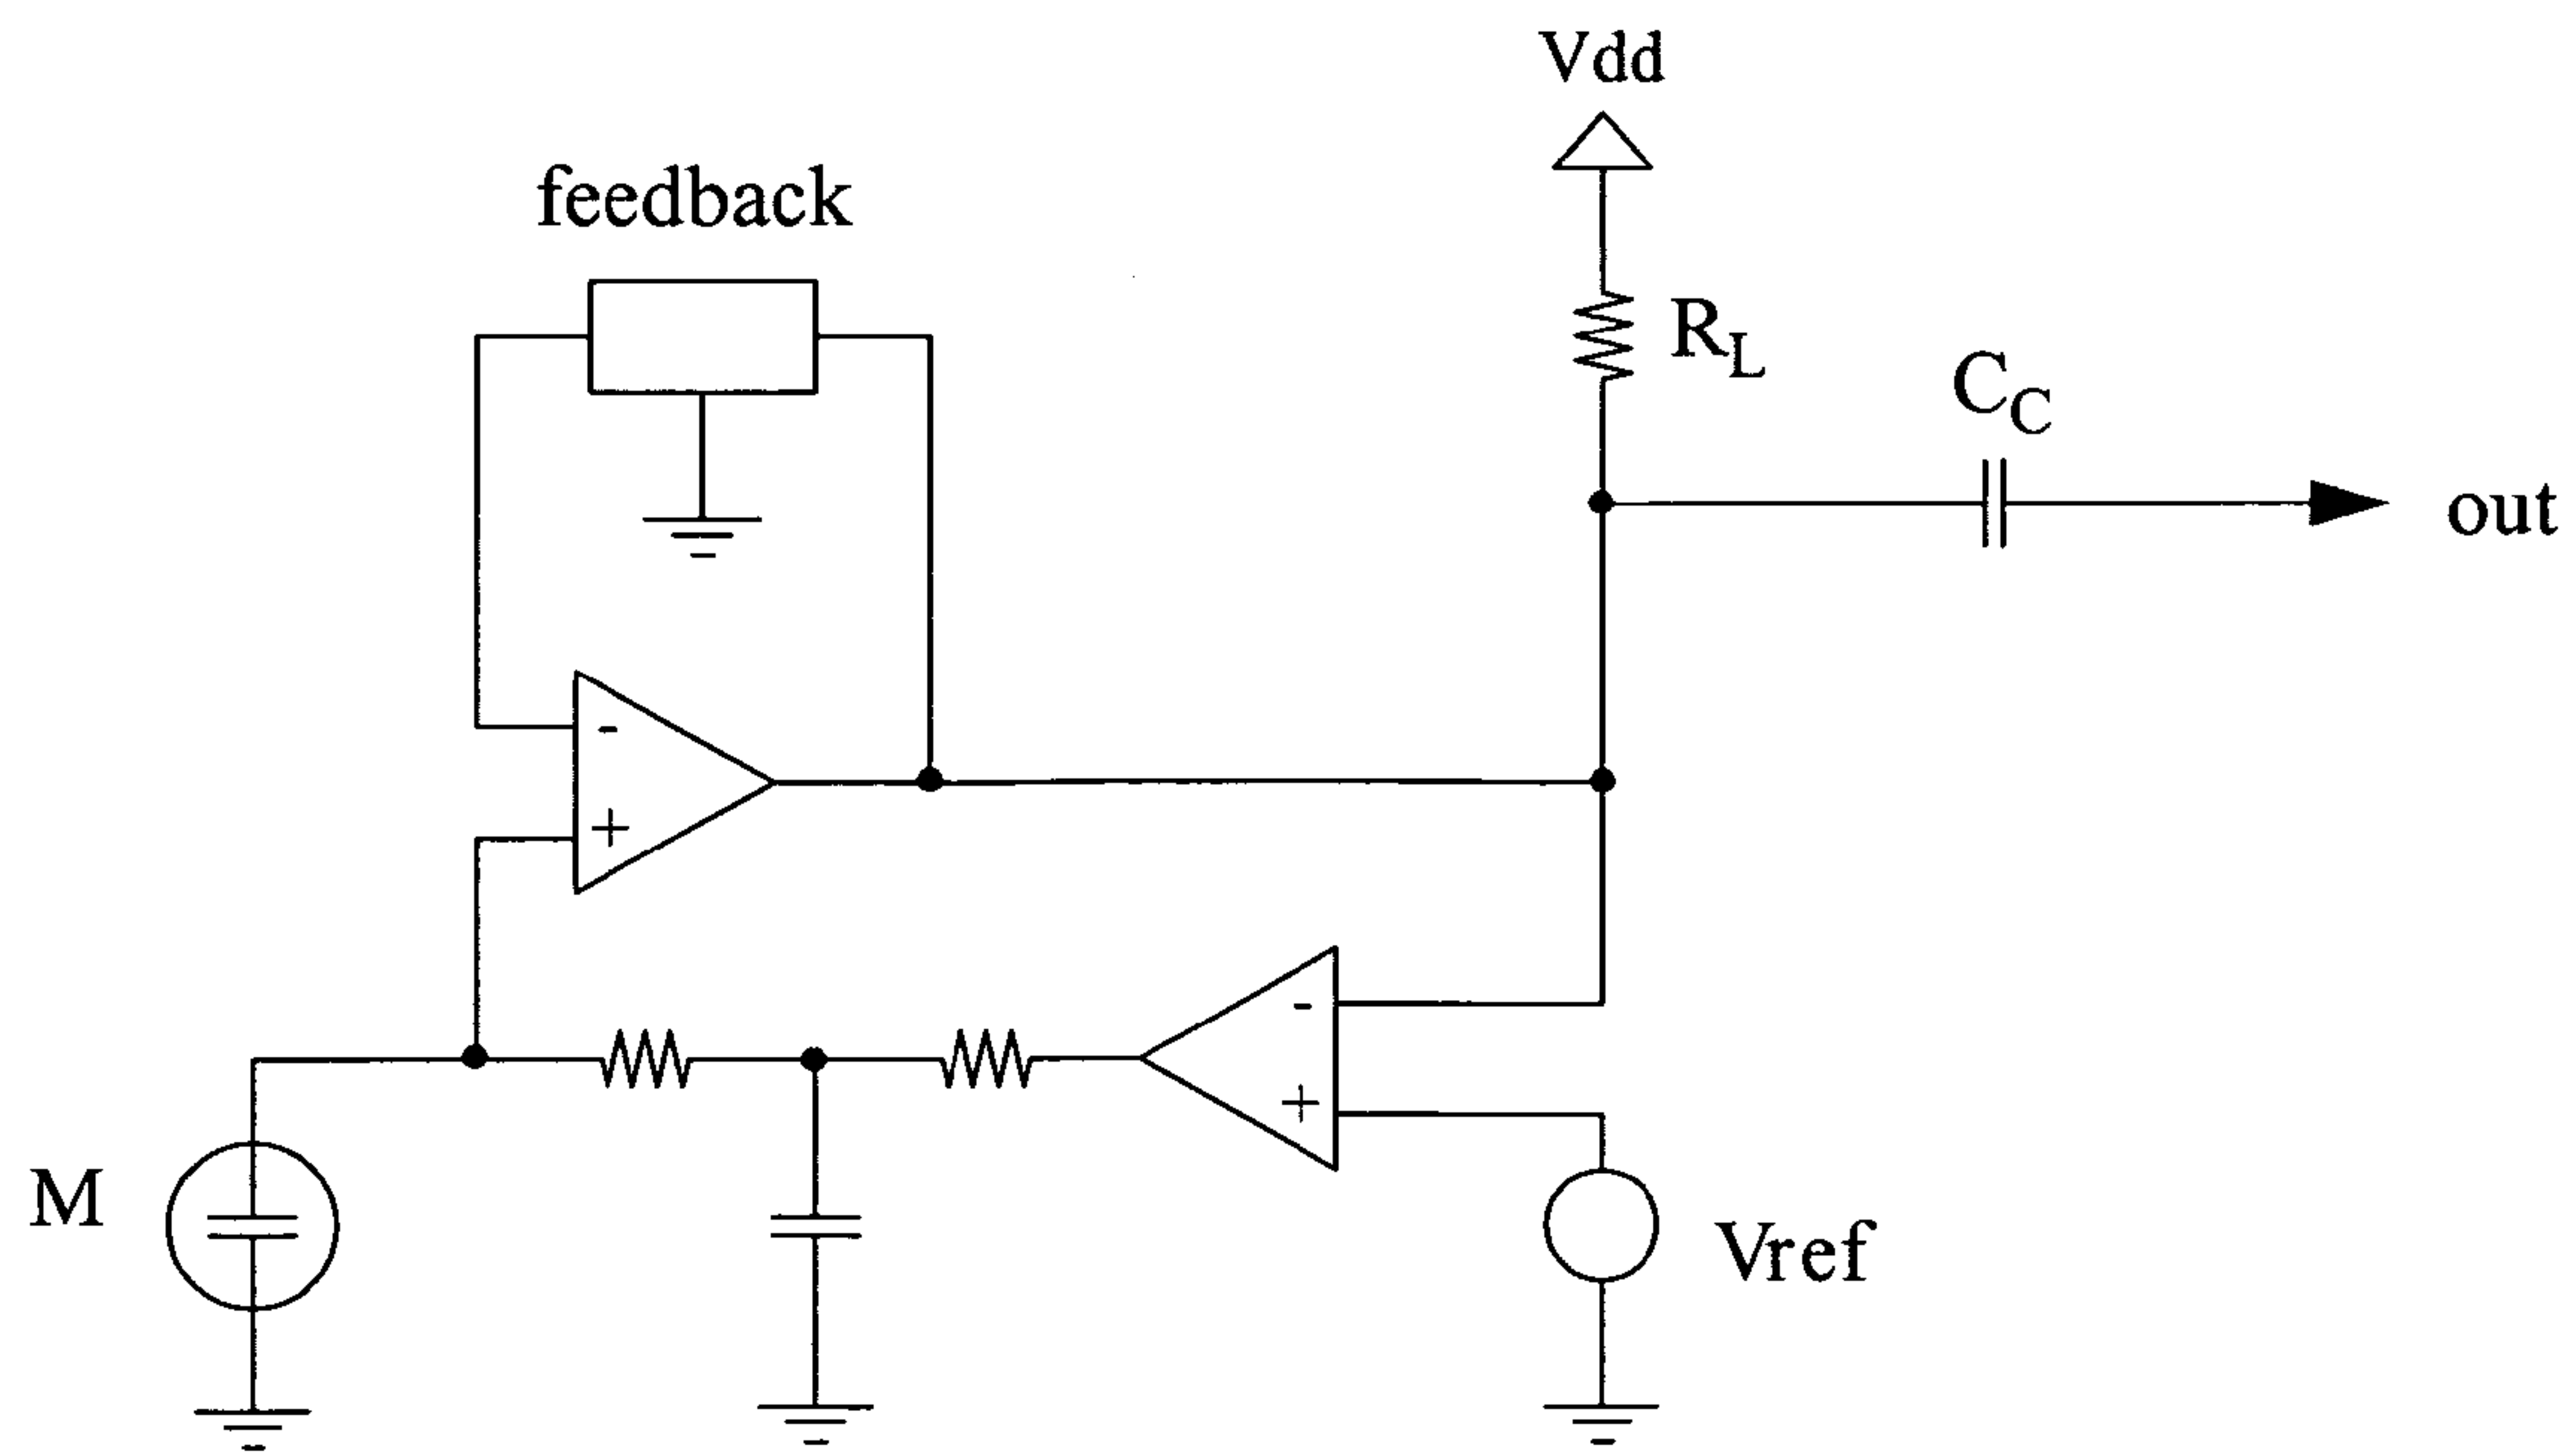 Vdd
feedback
R_L
C_C
out
-
+
-
+
M
Vref